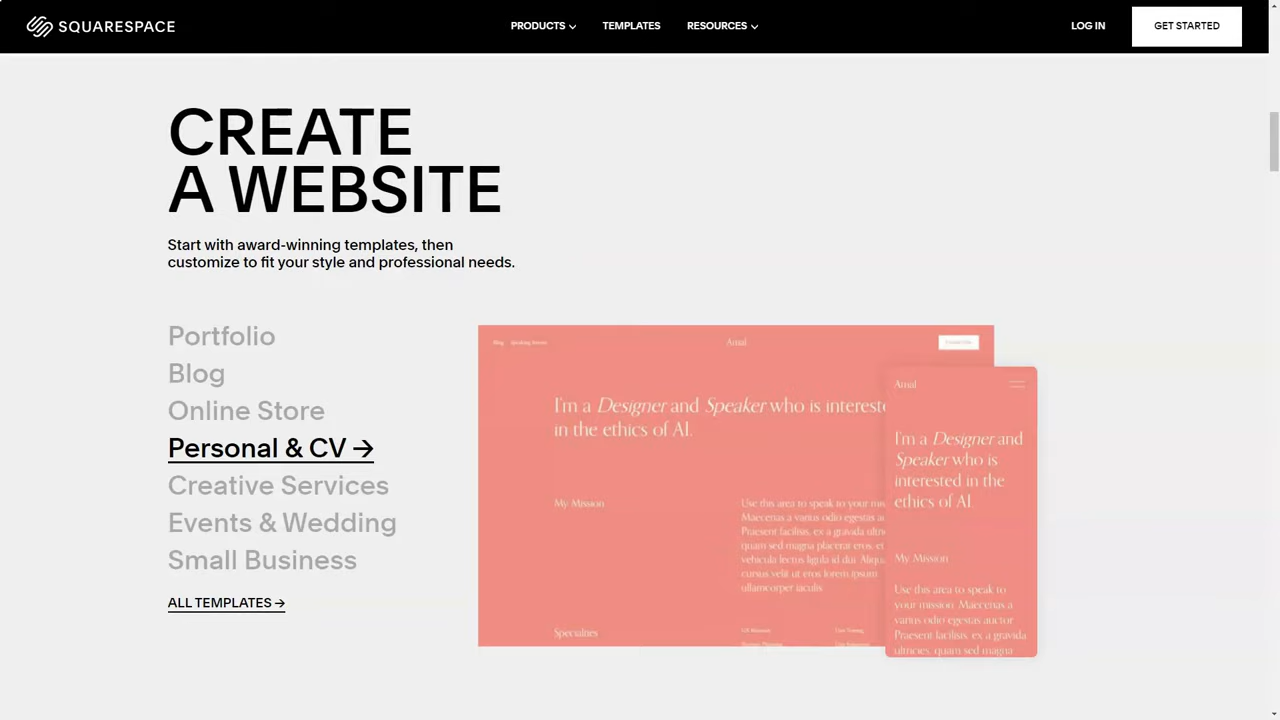 SQUARESPACE
PRODUCTS
TEMPLATES
RESOURCES
LOG IN
GET STARTED
CREATE
A WEBSITE
Start with award-winning templates, then
customize to fit your style and professional needs.
Portfolio
Blog
Online Store
Personal & CV →
Creative Services
Events & Wedding
Small Business
ALL TEMPLATES →
Blog
I'm a Designer and Speaker who is intereste
in the ethics of AI.
My Mission
Use this area to speak to your mis
Maecenas a varius odio egestas au
Praesent facilisis, ex a gravida ultri
quam sed magna placerat eros, et
vehicula lectus ligula id dui. Aliqua
cursus velit ut eros lorem ipsum
ullamcorper iaculis.
Specialties
I'm a Designer and
Speaker who is
interested in the
ethics of AI.
My Mission
Use this area to speak to
your mission. Maecenas a
varius odio egestas auctor.
Praesent facilisis, ex a gravida
ultricies, quam sed magna